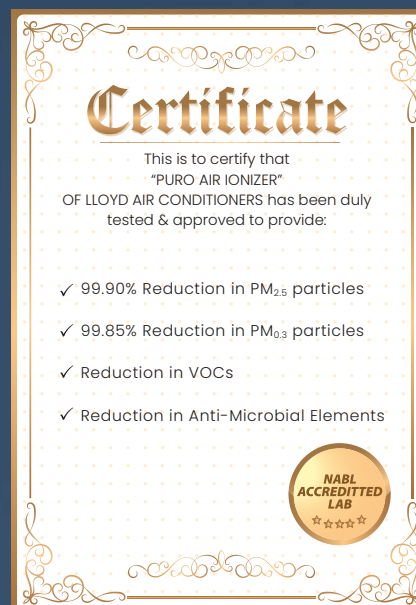 Certificate
This is to certify that
“PURO AIR IONIZER”
OF LLOYD AIR CONDITIONERS has been duly
tested & approved to provide:
✓ 99.90% Reduction in PM2.5 particles
✓ 99.85% Reduction in PM0.3 particles
✓ Reduction in VOCs
✓ Reduction in Anti-Microbial Elements
NABL
ACCREDITTED
LAB